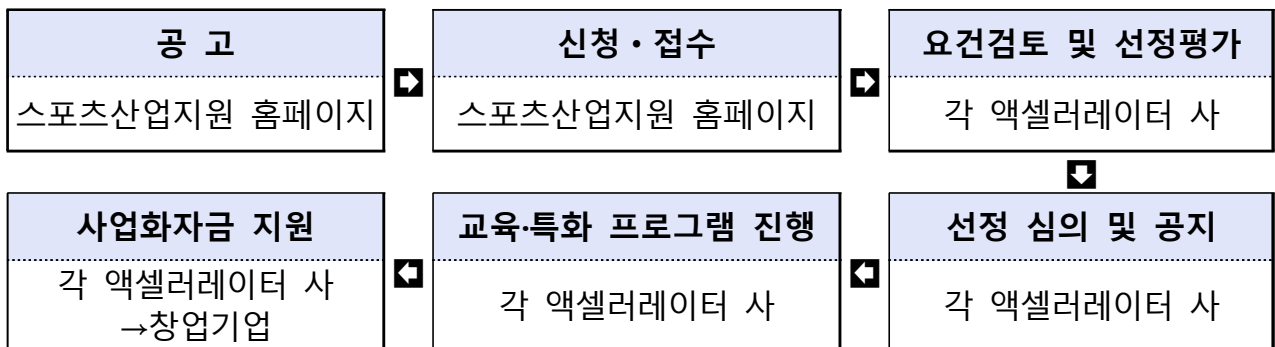 공 고
스포츠산업지원 홈페이지
신청・접수
스포츠산업지원 홈페이지
요건검토 및 선정평가
각 액셀러레이터 사
선정 심의 및 공지
각 액셀러레이터 사
교육·특화 프로그램 진행
각 액셀러레이터 사
사업화자금 지원
각 액셀러레이터 사
→창업기업